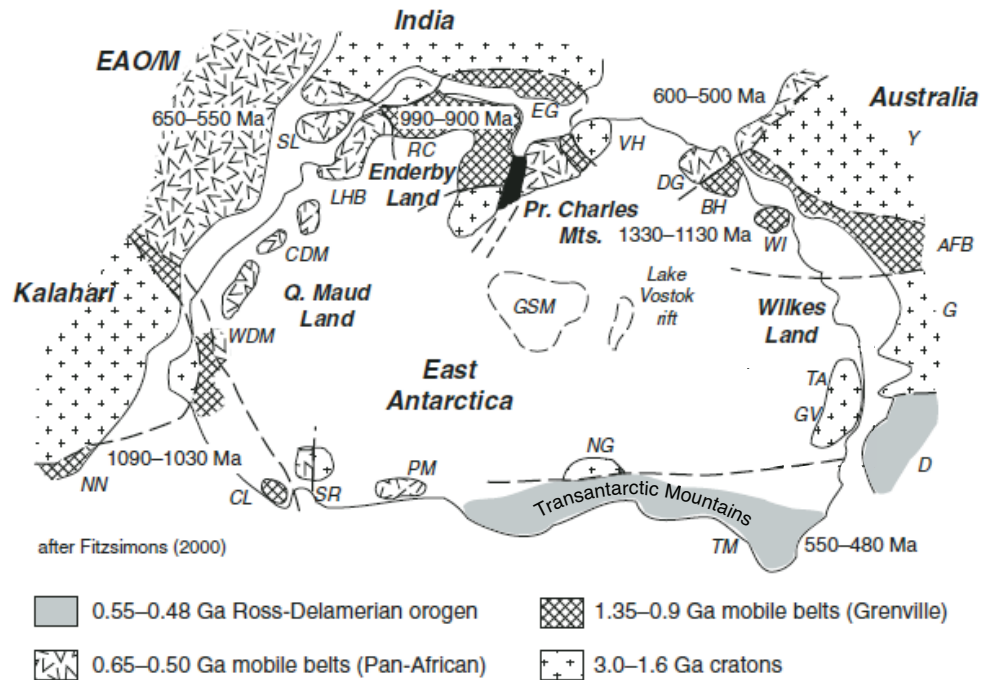 India
EAO/M
650–550 Ma
SL
990–900 Ma
EG
RC
Enderby
Land
LHB
VH
600–500 Ma
Australia
Y
DG
BH
Pr. Charles
Mts.
1330–1130 Ma
WI
AFB
CDM
Kalahari
Q. Maud
Land
WDM
GSM
Lake
Vostok
rift
Wilkes
Land
G
East
Antarctica
TA
GV
1090–1030 Ma
NN
CL
SR
PM
NG
D
Transantarctic Mountains
TM
550–480 Ma
after Fitzsimons (2000)
0.55–0.48 Ga Ross-Delamerian orogen
1.35–0.9 Ga mobile belts (Grenville)
0.65–0.50 Ga mobile belts (Pan-African)
3.0–1.6 Ga cratons